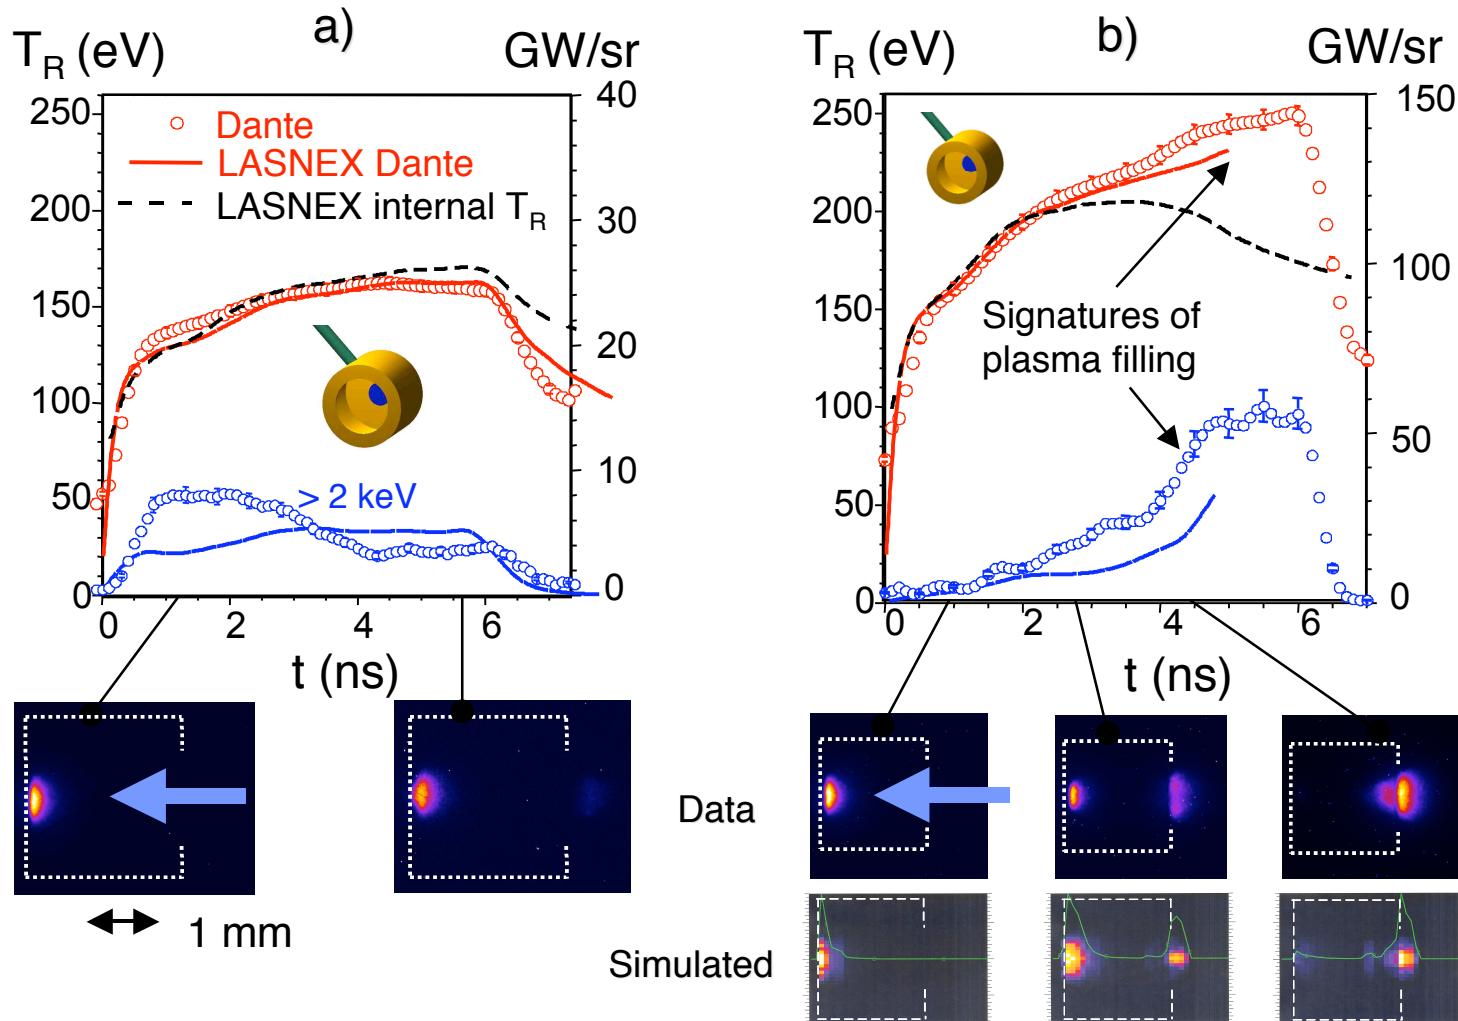 a)
T_R (eV)
GW/sr
250
200
150
100
50
0
40
30
20
10
0
Dante
LASNEX Dante
LASNEX internal T_R
> 2 keV
0 2 4 6
t (ns)
1 mm
b)
T_R (eV)
GW/sr
250
200
150
100
50
0
150
100
50
0
Signatures of
plasma filling
0 2 4 6
t (ns)
Data
Simulated